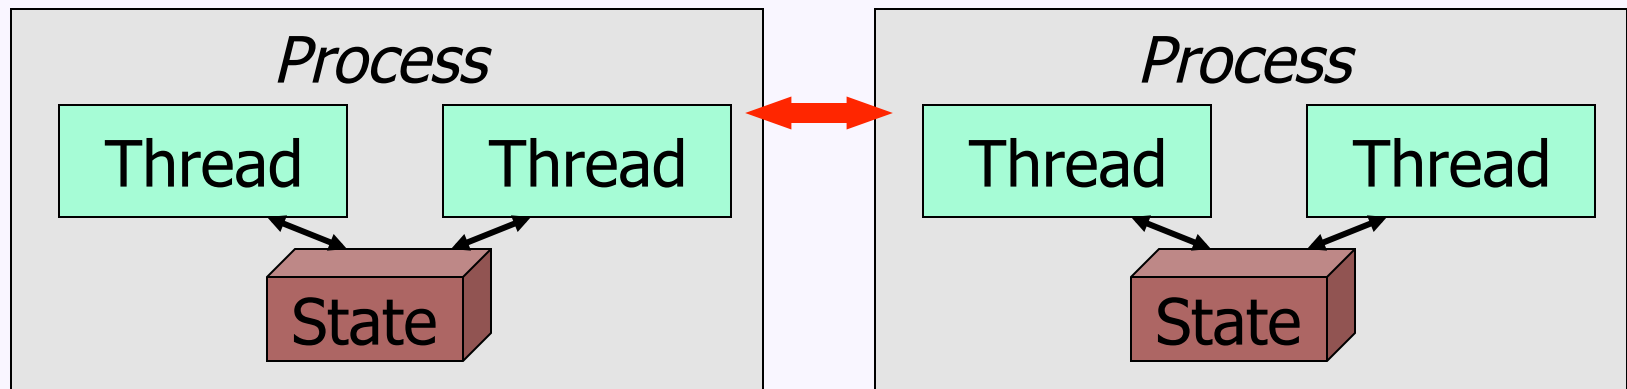 Process
Thread
Thread
State
Process
Thread
Thread
State